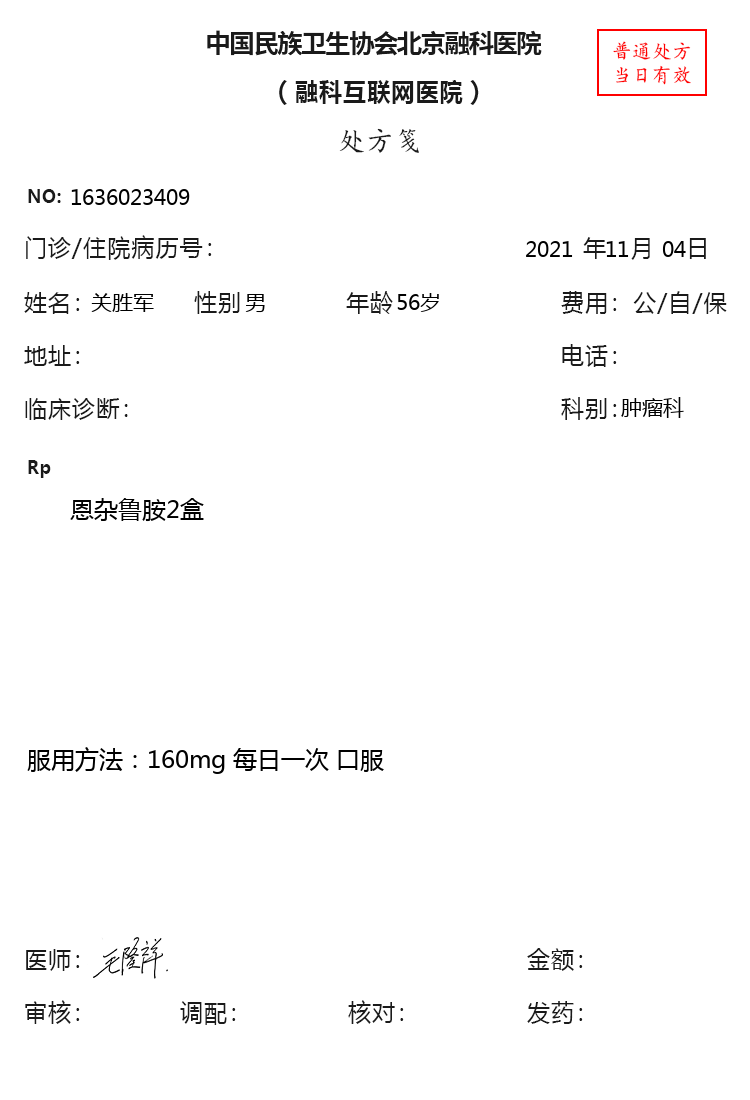 中国民族卫生协会北京融科医院
普通处方
当日有效
（融科互联网医院）
处方笺
NO: 1636023409
门诊/住院病历号：
2021 年11月 04日
姓名：关胜军 性别 男 年龄 56岁 费用：公/自/保
地址： 电话：
临床诊断： 科别：肿瘤科
Rp
恩杂鲁胺2盒
服用方法：160mg 每日一次 口服
医师：毛隆祥 金额：
审核： 调配： 核对： 发药：